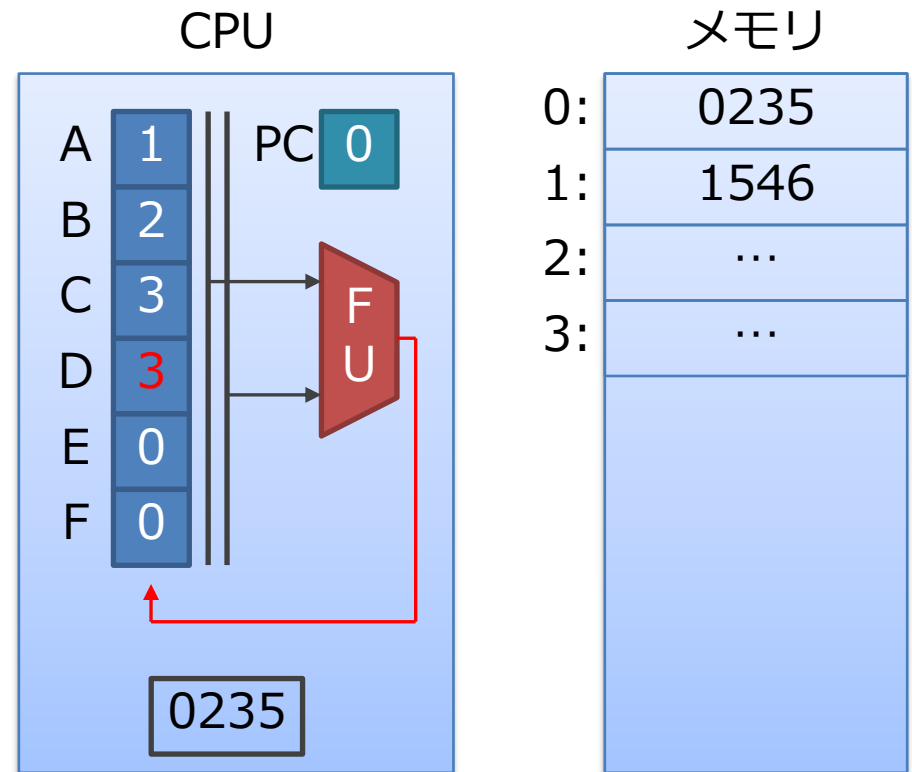 CPU
A 1 PC 0
B 2
C 3
D 3
E 0
F 0
F
U
0235
メモリ
0: 0235
1: 1546
2: …
3: …